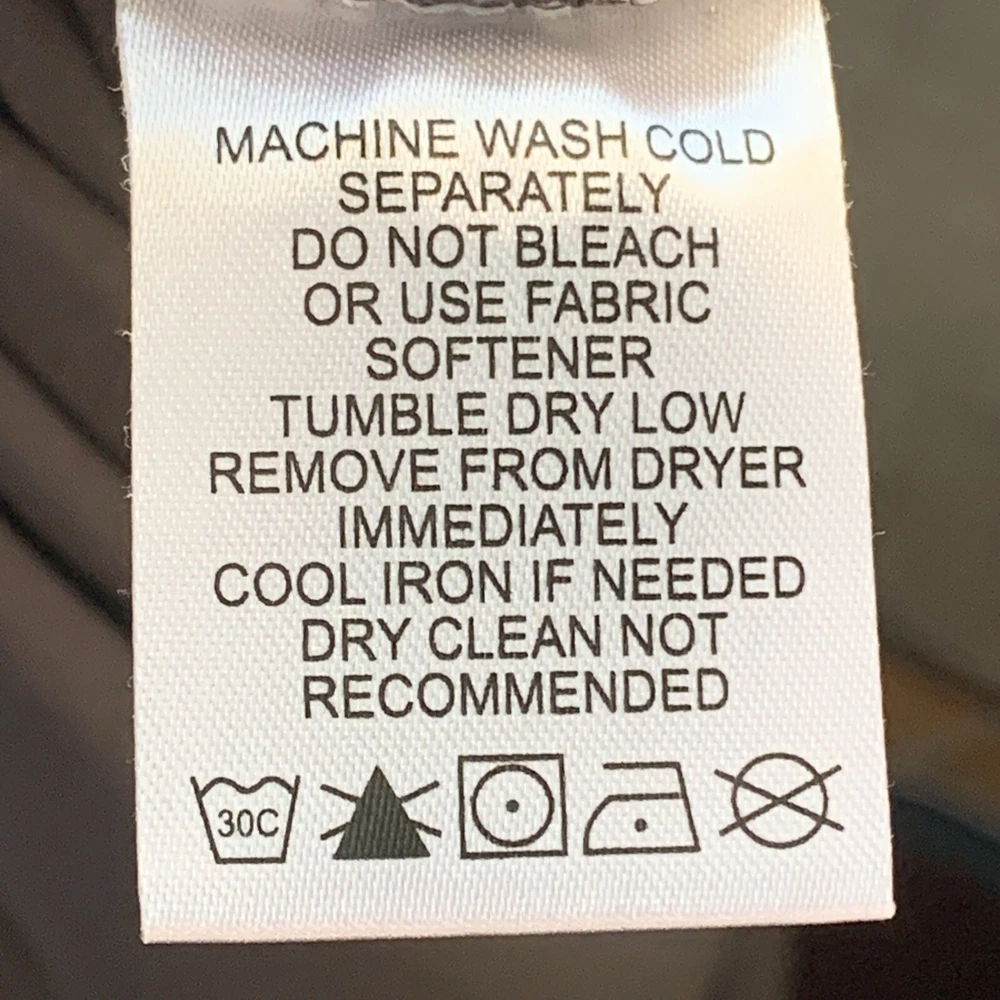 MACHINE WASH COLD
SEPARATELY
DO NOT BLEACH
OR USE FABRIC
SOFTENER
TUMBLE DRY LOW
REMOVE FROM DRYER
IMMEDIATELY
COOL IRON IF NEEDED
DRY CLEAN NOT
RECOMMENDED
30C